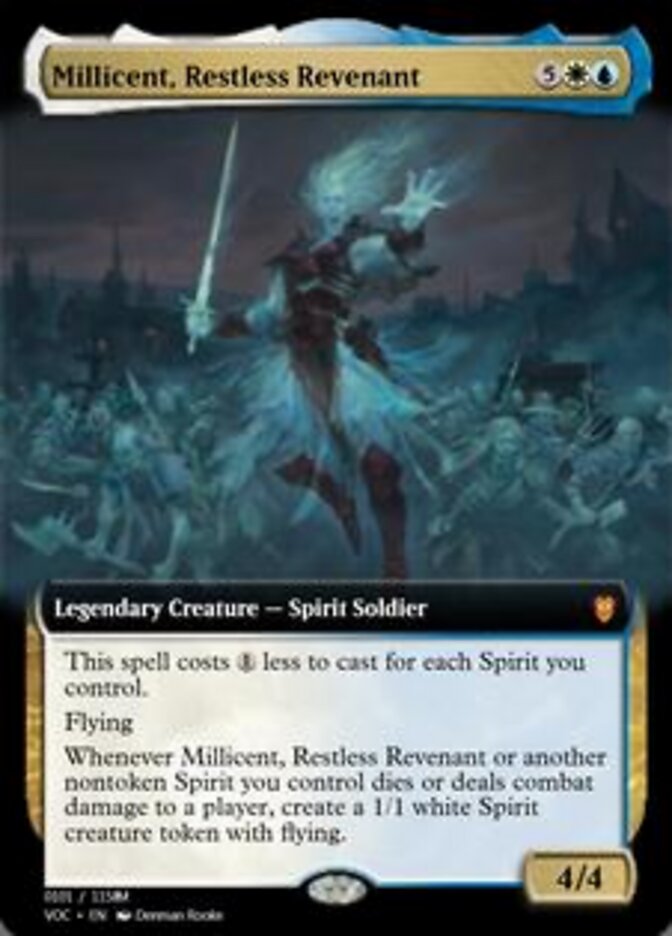 Millicent, Restless Revenant 5
Legendary Creature — Spirit Soldier
This spell costs 1 less to cast for each Spirit you
control.
Flying
Whenever Millicent, Restless Revenant or another
nontoken Spirit you control dies or deals combat
damage to a player, create a 1/1 white Spirit
creature token with flying.
4/4
VOC • EN Denman Rooke